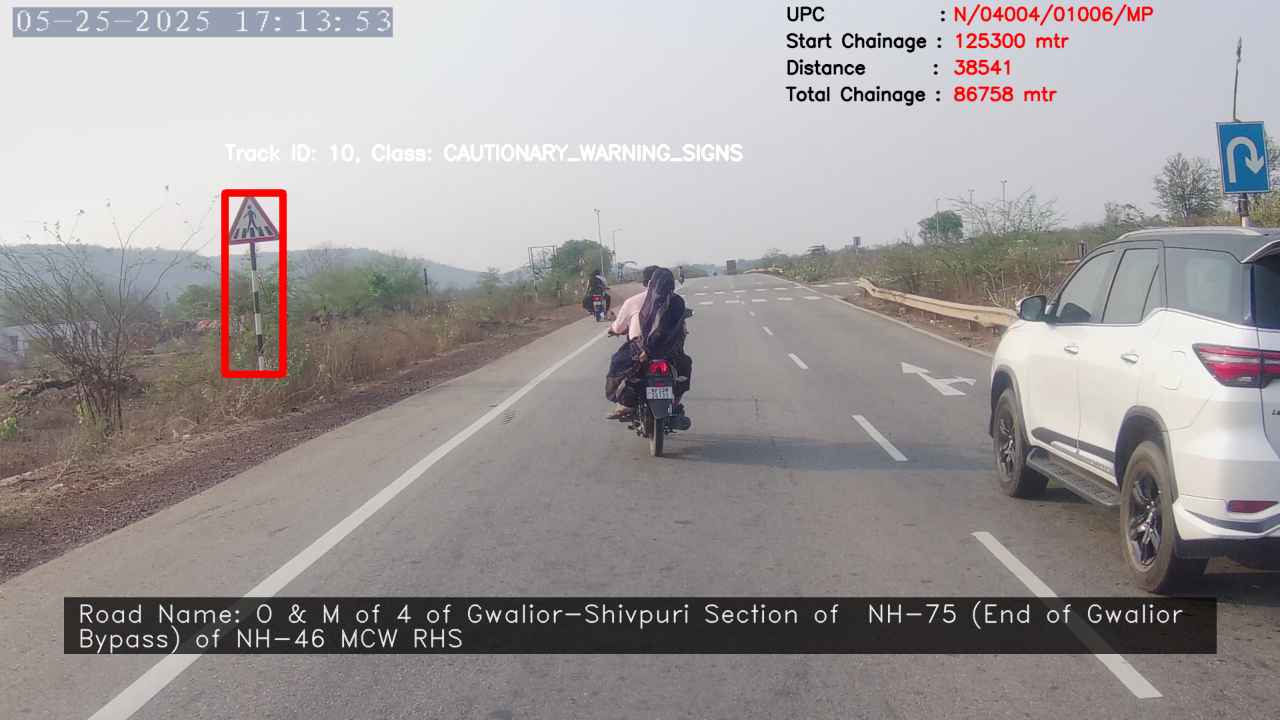 05-25-2025 17:13:53
UPC : N/04004/01006/MP
Start Chainage : 125300 mtr
Distance : 38541
Total Chainage : 86758 mtr
Track ID: 10, Class: CAUTIONARY_WARNING_SIGNS
Road Name: O & M of 4 of Gwalior-Shivpuri Section of NH-75 (End of Gwalior
Bypass) of NH-46 MCW RHS